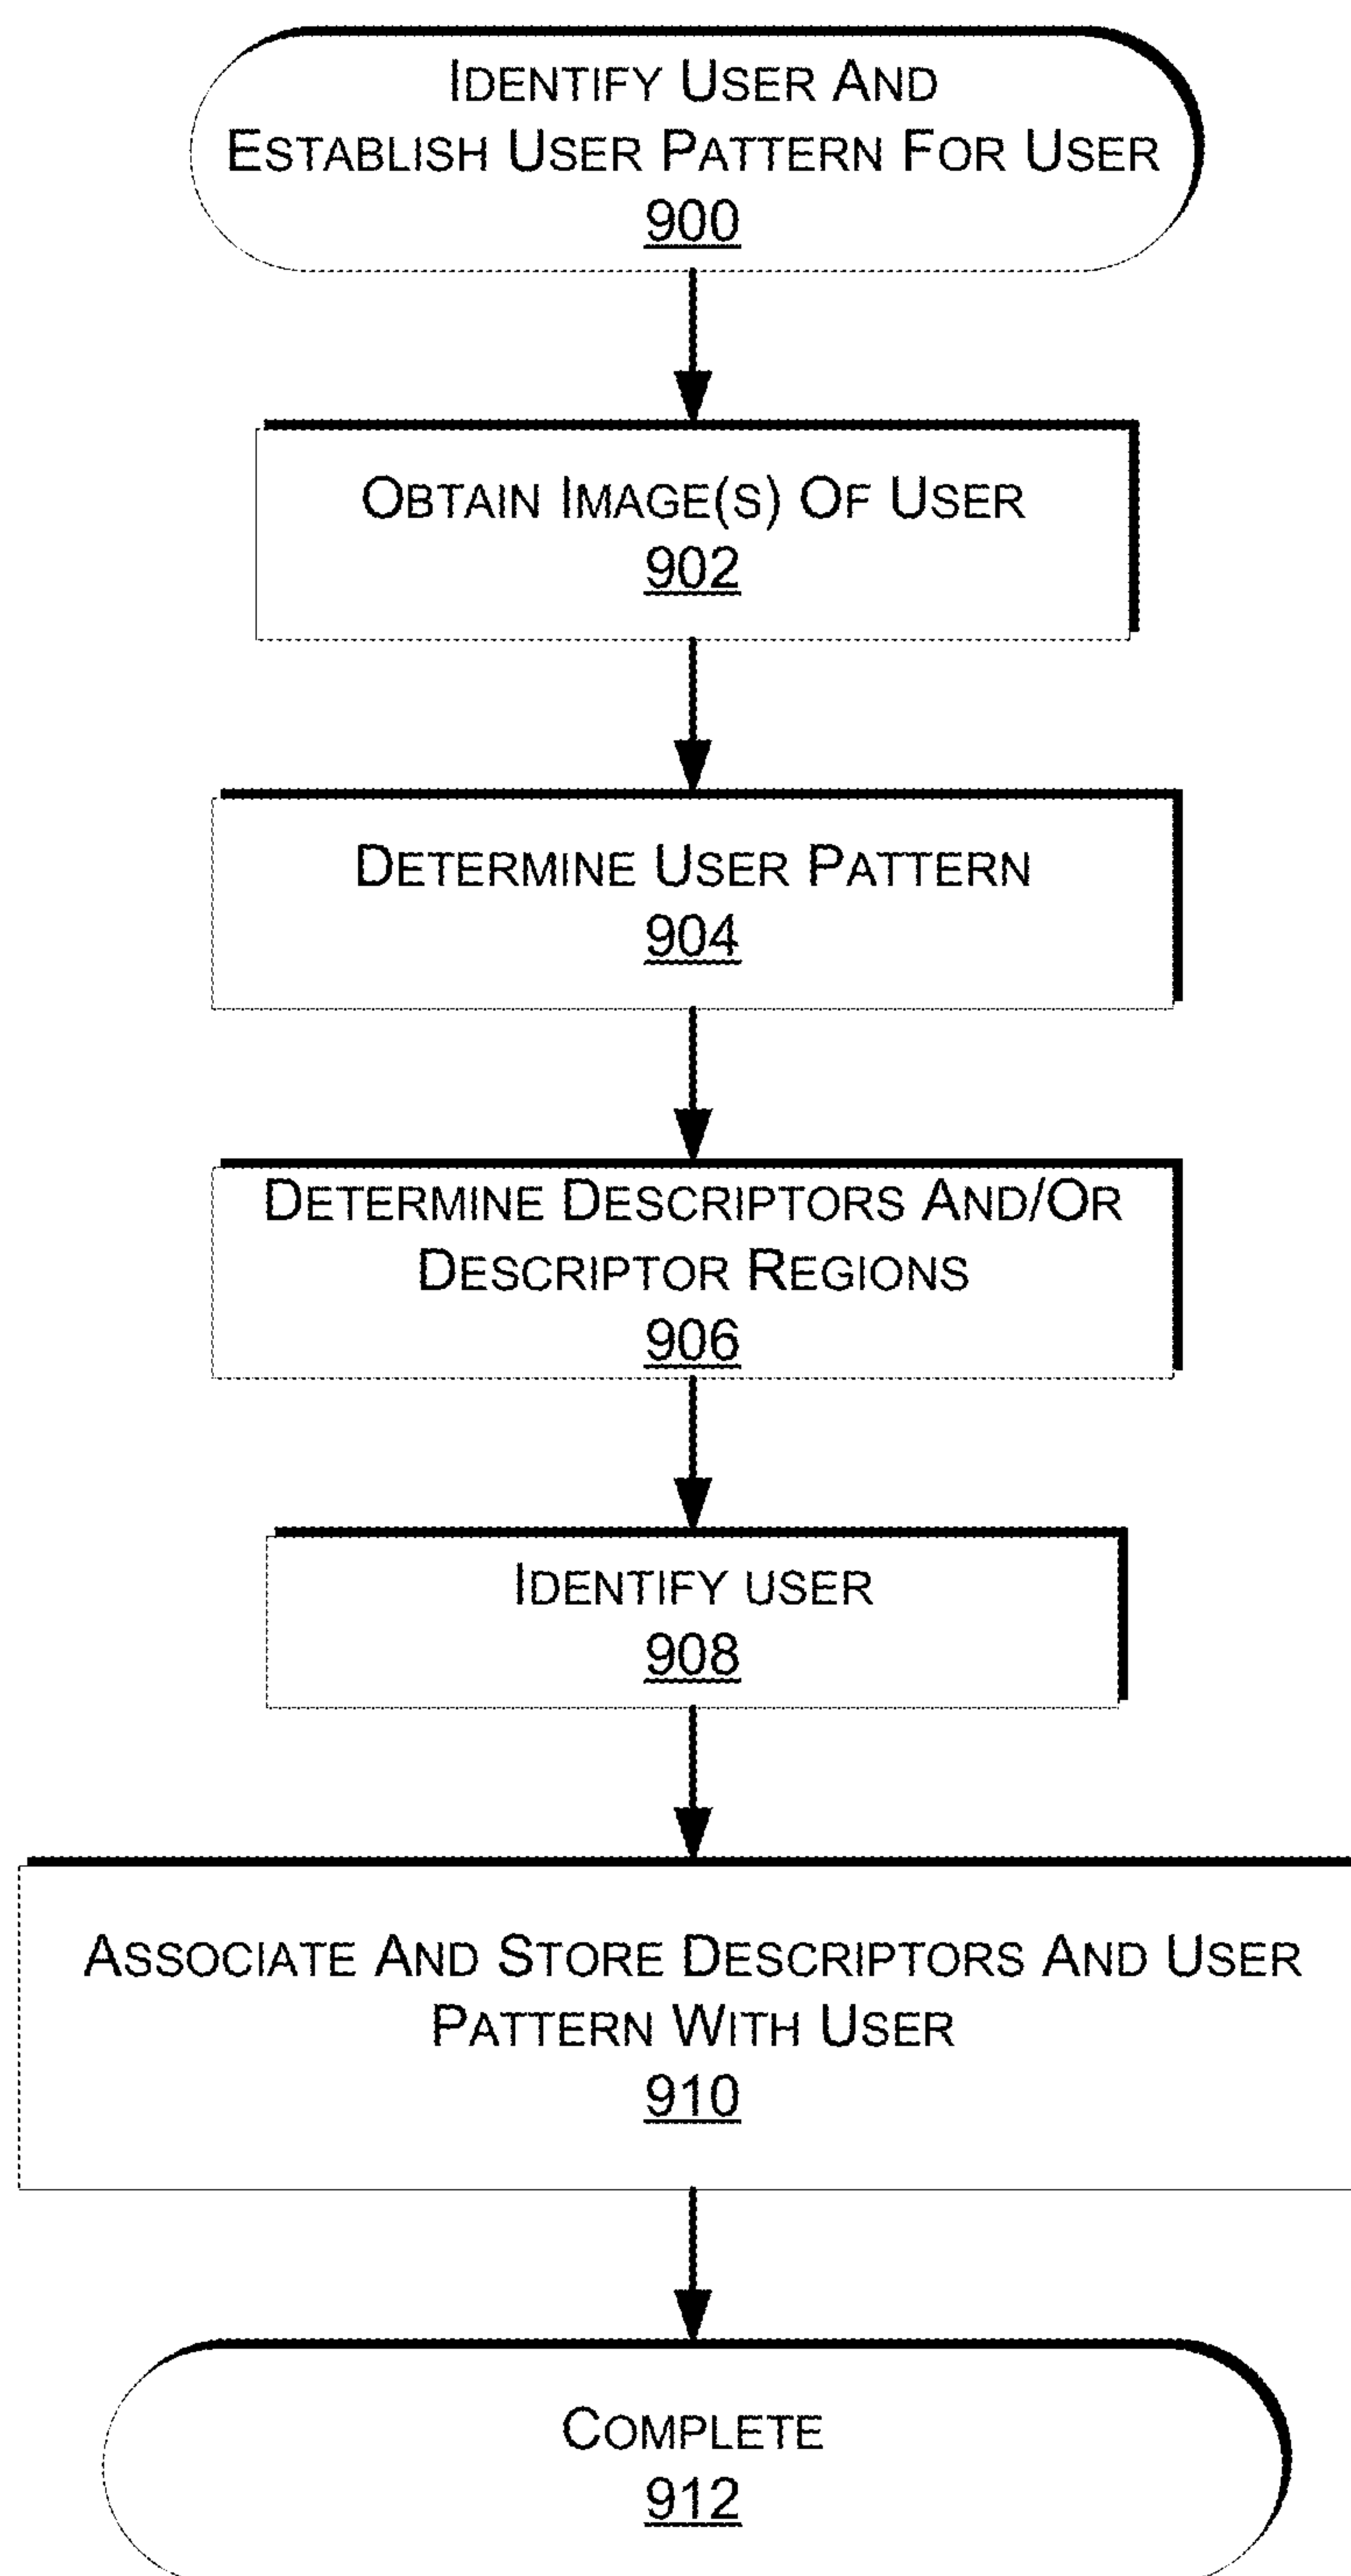 IDENTIFY USER AND
ESTABLISH USER PATTERN FOR USER
900
OBTAIN IMAGE(S) OF USER
902
DETERMINE USER PATTERN
904
DETERMINE DESCRIPTORS AND/OR
DESCRIPTOR REGIONS
906
IDENTIFY USER
908
ASSOCIATE AND STORE DESCRIPTORS AND USER
PATTERN WITH USER
910
COMPLETE
912